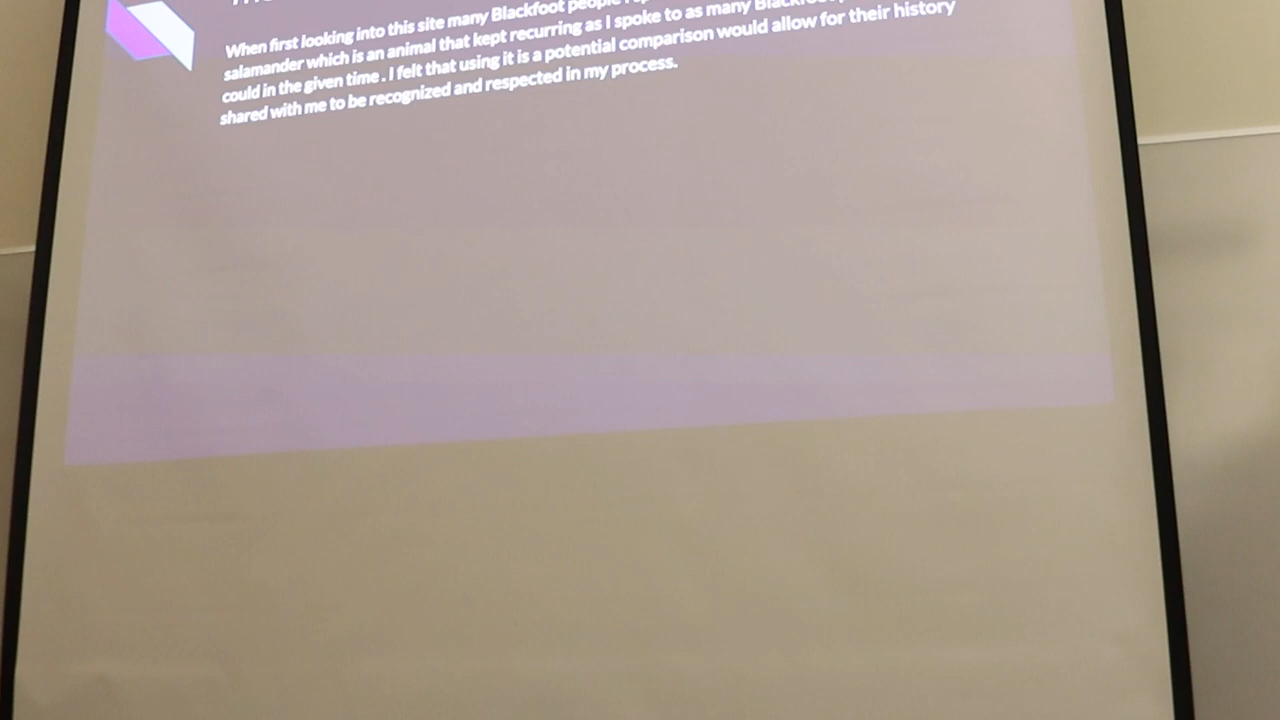 When first looking into this site many Blackfoot people
salamander which is an animal that kept recurring as I spoke to as many
could in the given time . I felt that using it is a potential comparison would allow for their history
shared with me to be recognized and respected in my process.